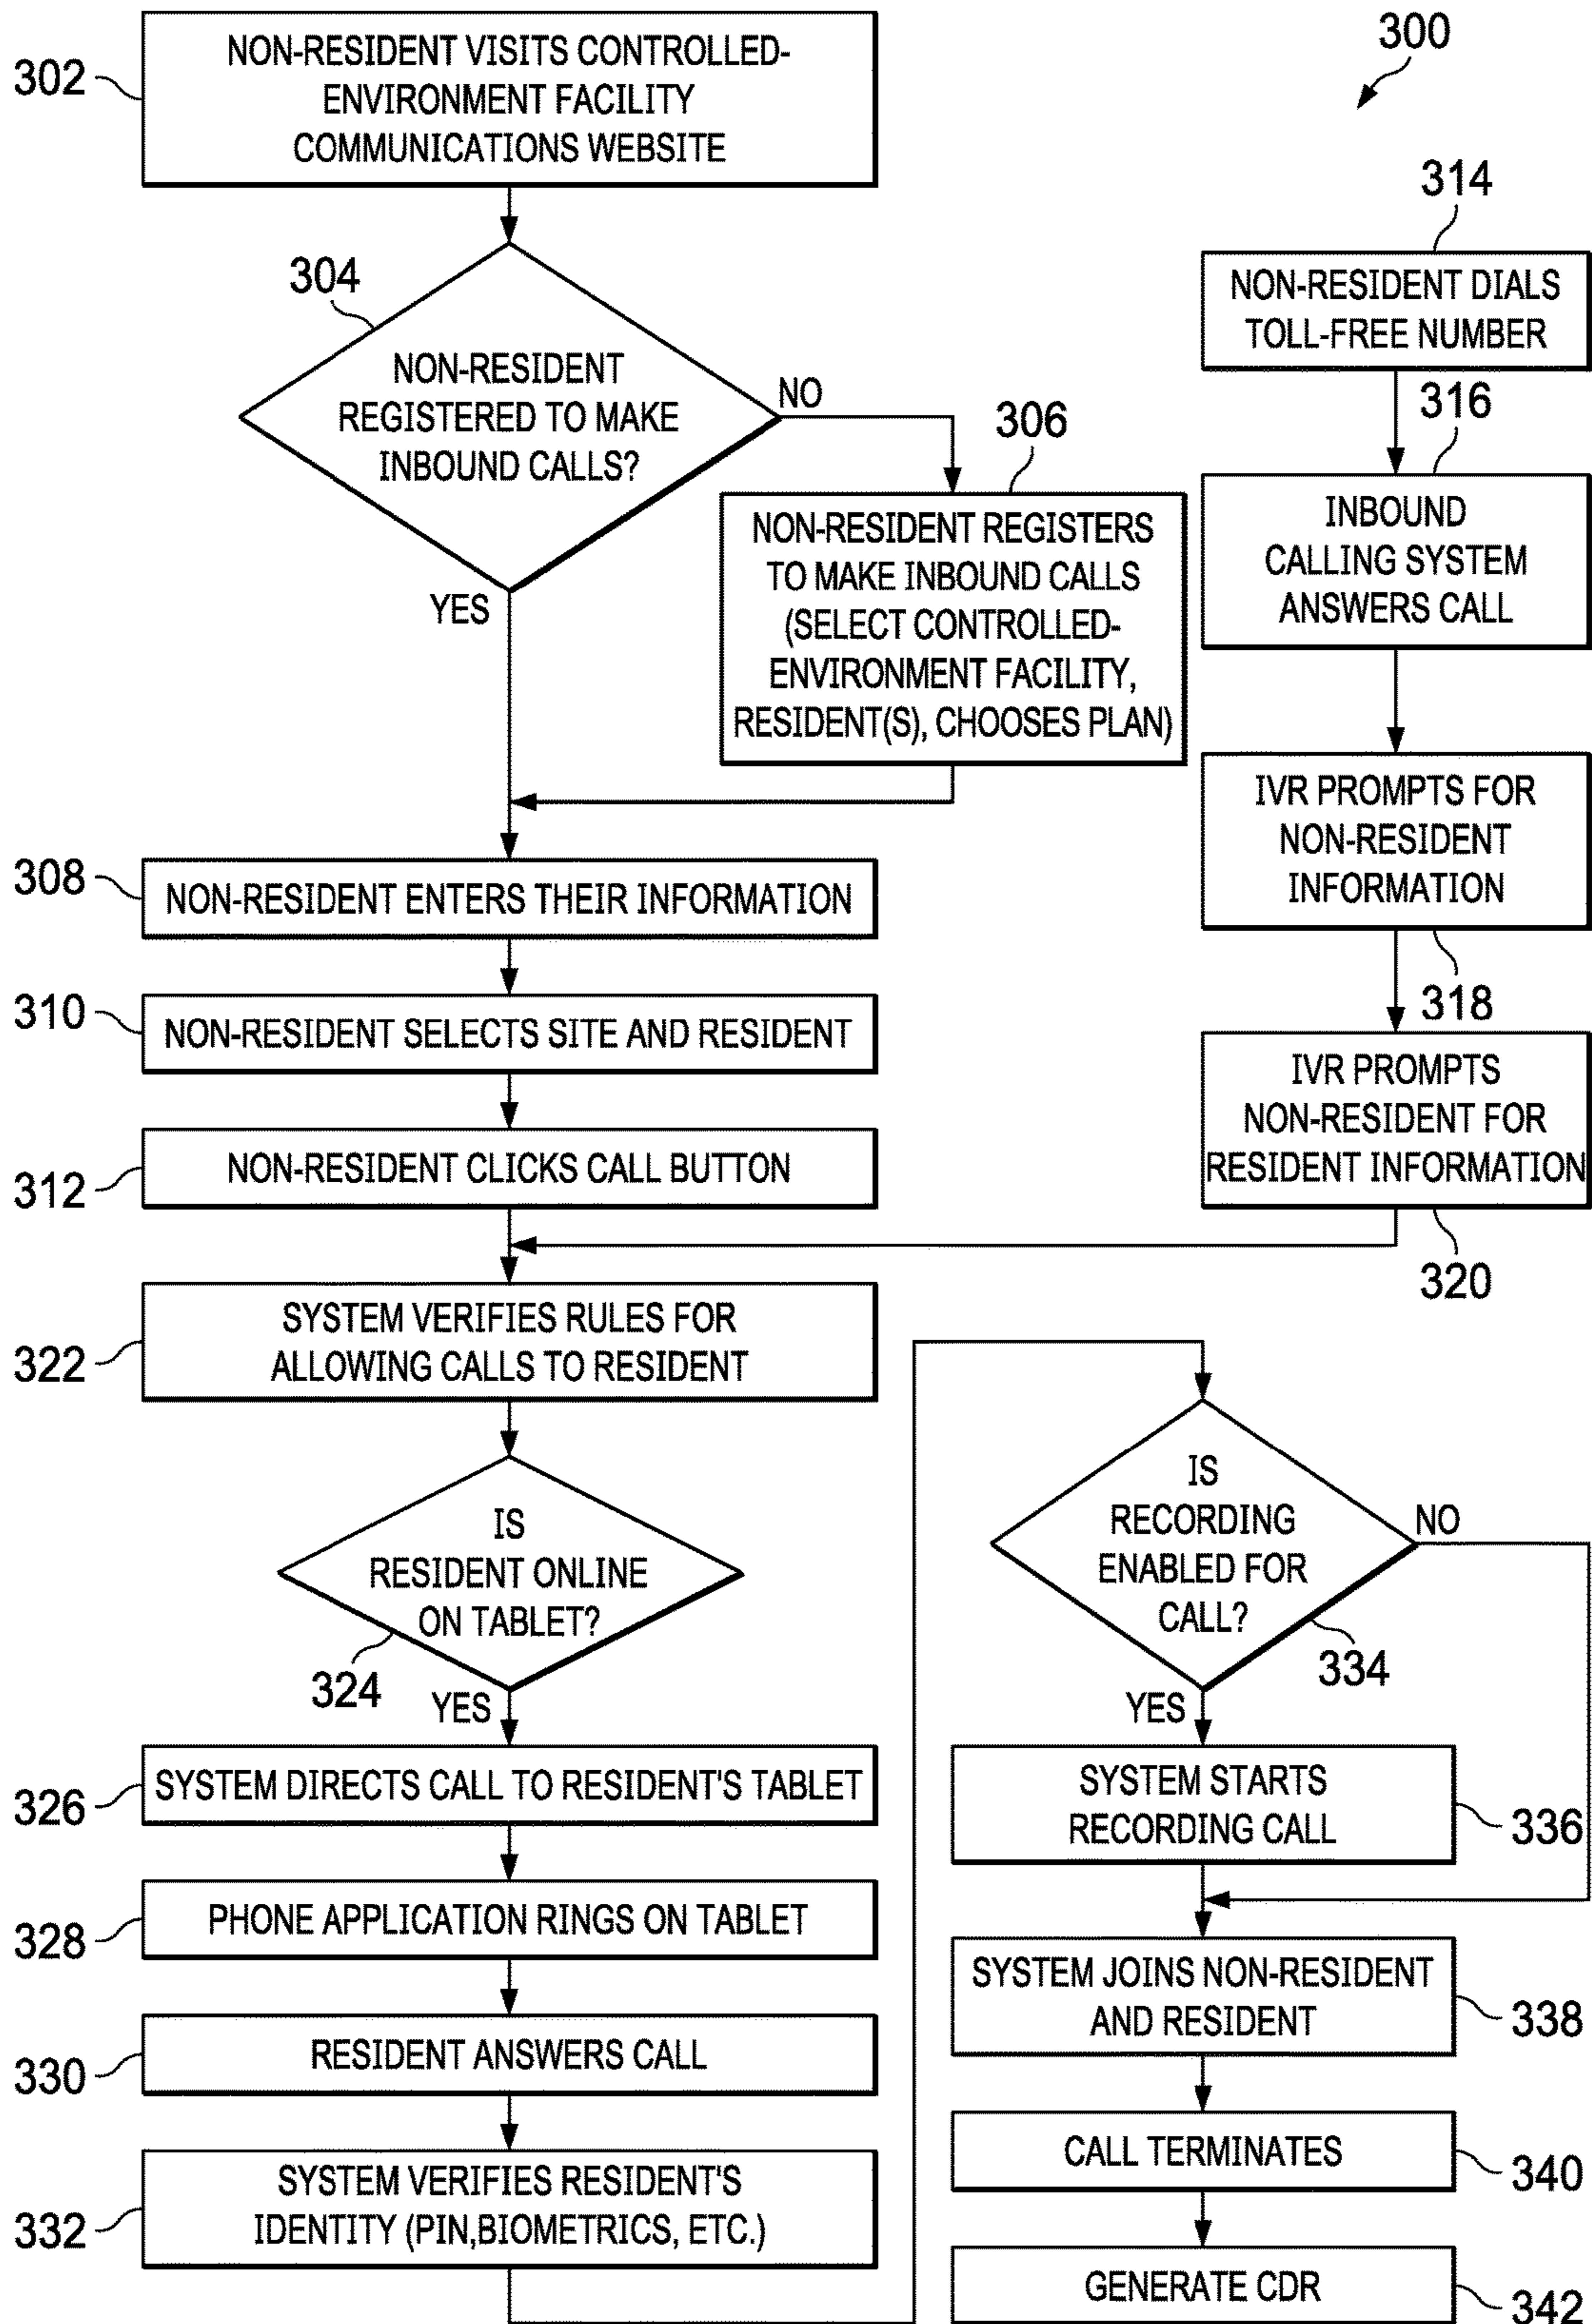 300
302
NON-RESIDENT VISITS CONTROLLED-
ENVIRONMENT FACILITY
COMMUNICATIONS WEBSITE
304
NON-RESIDENT
REGISTERED TO MAKE
INBOUND CALLS?
NO
YES
306
NON-RESIDENT REGISTERS
TO MAKE INBOUND CALLS
(SELECT CONTROLLED-
ENVIRONMENT FACILITY,
RESIDENT(S), CHOOSES PLAN)
308
NON-RESIDENT ENTERS THEIR INFORMATION
310
NON-RESIDENT SELECTS SITE AND RESIDENT
312
NON-RESIDENT CLICKS CALL BUTTON
314
NON-RESIDENT DIALS
TOLL-FREE NUMBER
316
INBOUND
CALLING SYSTEM
ANSWERS CALL
IVR PROMPTS FOR
NON-RESIDENT
INFORMATION
318
IVR PROMPTS
NON-RESIDENT FOR
RESIDENT INFORMATION
320
322
SYSTEM VERIFIES RULES FOR
ALLOWING CALLS TO RESIDENT
IS
RESIDENT ONLINE
ON TABLET?
324
YES
326
SYSTEM DIRECTS CALL TO RESIDENT'S TABLET
328
PHONE APPLICATION RINGS ON TABLET
330
RESIDENT ANSWERS CALL
332
SYSTEM VERIFIES RESIDENT'S
IDENTITY (PIN,BIOMETRICS, ETC.)
IS
RECORDING
ENABLED FOR
CALL?
NO
334
YES
SYSTEM STARTS
RECORDING CALL
336
SYSTEM JOINS NON-RESIDENT
AND RESIDENT
338
CALL TERMINATES
340
GENERATE CDR
342